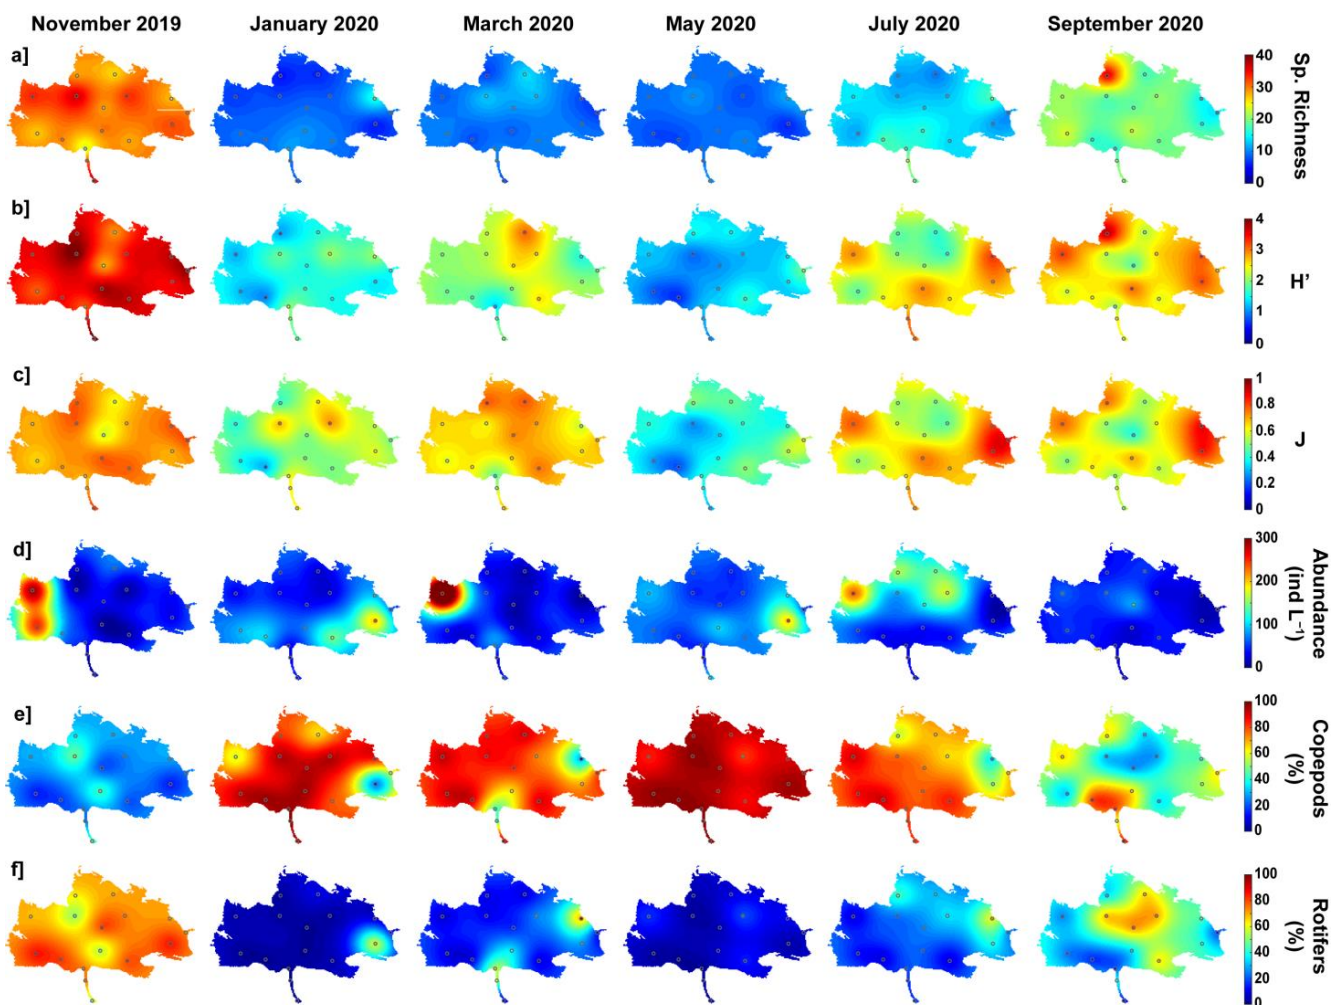 November 2019 January 2020 March 2020 May 2020 July 2020 September 2020
a]
40
30
20
10
0
Sp. Richness
b]
4
3
2
1
0
H'
c]
1
0.8
0.6
0.4
0.2
0
J
d]
300
200
100
0
Abundance
(ind L⁻¹)
e]
100
80
60
40
20
0
Copepods
(%)
f]
100
80
60
40
20
0
Rotifers
(%)